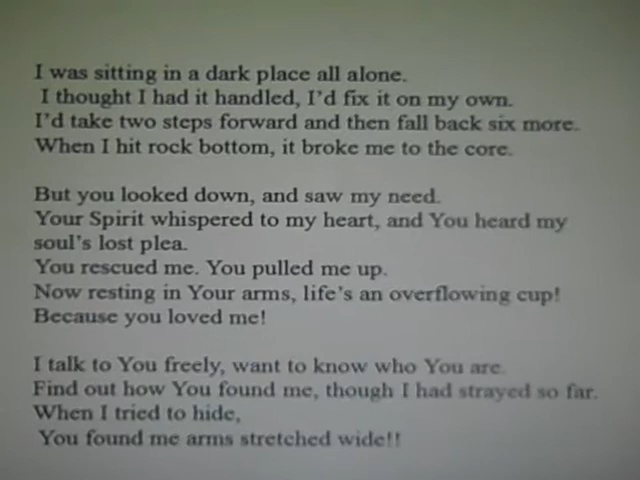 I was sitting in a dark place all alone.
I thought I had it handled, I'd fix it on my own.
I'd take two steps forward and then fall back six more.
When I hit rock bottom, it broke me to the core.
But you looked down, and saw my need.
Your Spirit whispered to my heart, and You heard my
soul's lost plea.
You rescued me. You pulled me up.
Now resting in Your arms, life's an overflowing cup!
Because you loved me!
I talk to You freely, want to know who You are.
Find out how You found me, though I had strayed so far.
When I tried to hide,
You found me arms stretched wide!!